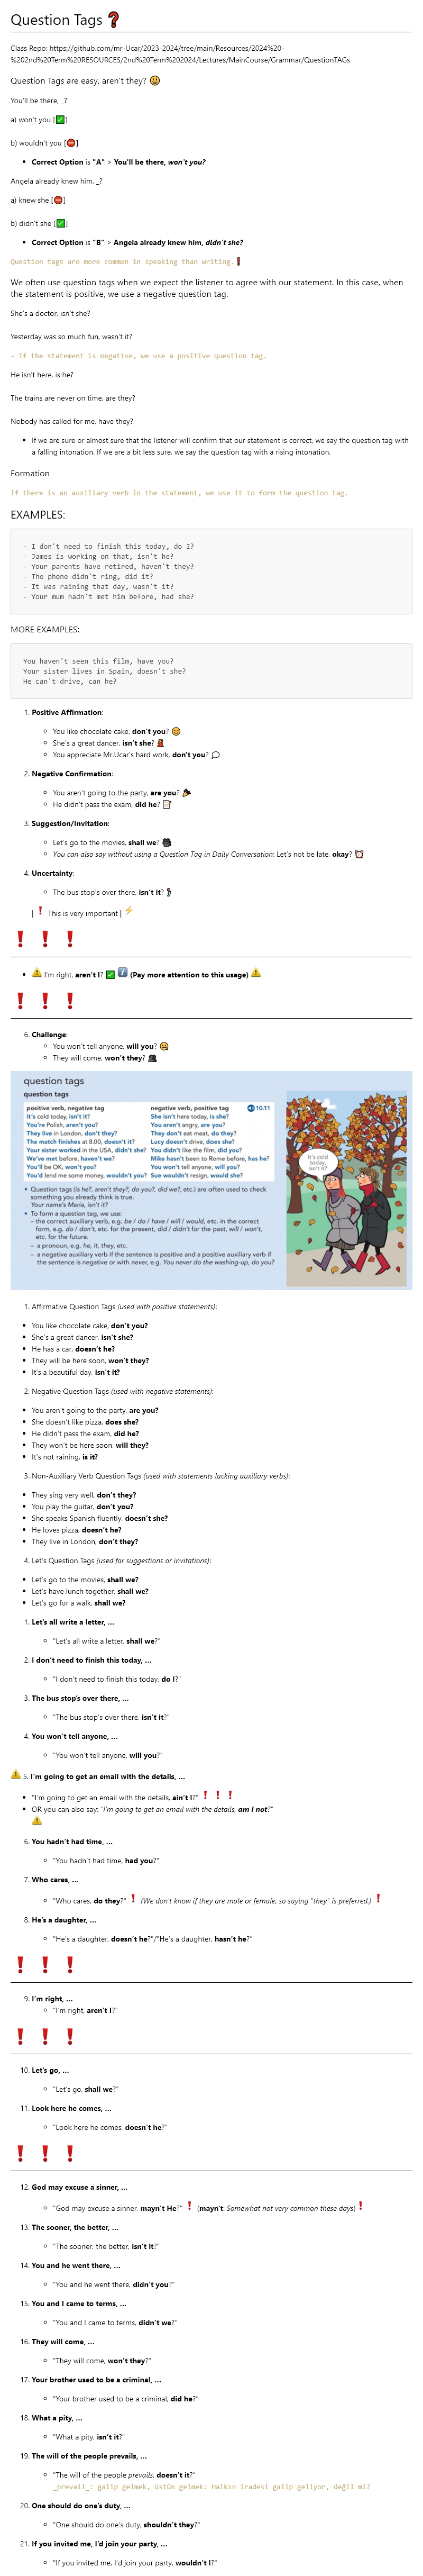 Question Tags ❓
Class Repo: https://github.com/mr-Ucar/2023-2024/tree/main/Resources/2024%20-
%202nd%20Term%20RESOURCES/2nd%20Term%202024/Lectures/MainCourse/Grammar/QuestionTAGs
Question Tags are easy, aren't they? 😃
You'll be there, _?
a) won't you [✅]
b) wouldn't you [⛔]
• Correct Option is "A" > You'll be there, won't you?
Angela already knew him, _?
a) knew she [⛔]
b) didn't she [✅]
• Correct Option is "B" > Angela already knew him, didn't she?
Question tags are more common in speaking than writing.❗
We often use question tags when we expect the listener to agree with our statement. In this case, when
the statement is positive, we use a negative question tag.
She's a doctor, isn't she?
Yesterday was so much fun, wasn't it?
- If the statement is negative, we use a positive question tag.
He isn't here, is he?
The trains are never on time, are they?
Nobody has called for me, have they?
• If we are sure or almost sure that the listener will confirm that our statement is correct, we say the question tag with
a falling intonation. If we are a bit less sure, we say the question tag with a rising intonation.
Formation
If there is an auxiliary verb in the statement, we use it to form the question tag.
EXAMPLES:
- I don't need to finish this today, do I?
- James is working on that, isn't he?
- Your parents have retired, haven't they?
- The phone didn't ring, did it?
- It was raining that day, wasn't it?
- Your mum hadn't met him before, had she?
MORE EXAMPLES:
You haven't seen this film, have you?
Your sister lives in Spain, doesn't she?
He can't drive, can he?
1. Positive Affirmation:
○ You like chocolate cake, don't you? 😊
○ She's a great dancer, isn't she? 💃
○ You appreciate Mr.Ucar's hard work, don't you? 💭
2. Negative Confirmation:
○ You aren't going to the party, are you? 🎉
○ He didn't pass the exam, did he? 📝
3. Suggestion/Invitation:
○ Let's go to the movies, shall we? 🎥
○ You can also say without using a Question Tag in Daily Conversation: Let's not be late, okay? ⏰
4. Uncertainty:
○ The bus stop's over there, isn't it? 🚏
| ❗ This is very important | ⚡
❗ ❗ ❗
• ⚠️ I'm right, aren't I? ✅ ℹ️ (Pay more attention to this usage) ⚠️
❗ ❗ ❗
6. Challenge:
○ You won't tell anyone, will you? 🤐
○ They will come, won't they? 👥
question tags
question tags
positive verb, negative tag
It's cold today, isn't it?
You're Polish, aren't you?
They live in London, don't they?
The match finishes at 8.00, doesn't it?
Your sister worked in the USA, didn't she?
We've met before, haven't we?
You'll be OK, won't you?
You'd lend me some money, wouldn't you?
negative verb, positive tag 🔊 10.11
She isn't here today, is she?
You aren't angry, are you?
They don't eat meat, do they?
Lucy doesn't drive, does she?
You didn't like the film, did you?
Mike hasn't been to Rome before, has he?
You won't tell anyone, will you?
Sue wouldn't resign, would she?
• Question tags (is he?, aren't they?, do you?, did we?, etc.) are often used to check
something you already think is true.
Your name's Maria, isn't it?
• To form a question tag, we use:
– the correct auxiliary verb, e.g. be / do / have / will / would, etc. in the correct
form, e.g. do / don't, etc. for the present, did / didn't for the past, will / won't,
etc. for the future.
– a pronoun, e.g. he, it, they, etc.
– a negative auxiliary verb if the sentence is positive and a positive auxiliary verb if
the sentence is negative or with never, e.g. You never do the washing-up, do you?
It's cold
today,
isn't it?
1. Affirmative Question Tags (used with positive statements):
• You like chocolate cake, don't you?
• She's a great dancer, isn't she?
• He has a car, doesn't he?
• They will be here soon, won't they?
• It's a beautiful day, isn't it?
2. Negative Question Tags (used with negative statements):
• You aren't going to the party, are you?
• She doesn't like pizza, does she?
• He didn't pass the exam, did he?
• They won't be here soon, will they?
• It's not raining, is it?
3. Non-Auxiliary Verb Question Tags (used with statements lacking auxiliary verbs):
• They sing very well, don't they?
• You play the guitar, don't you?
• She speaks Spanish fluently, doesn't she?
• He loves pizza, doesn't he?
• They live in London, don't they?
4. Let's Question Tags (used for suggestions or invitations):
• Let's go to the movies, shall we?
• Let's have lunch together, shall we?
• Let's go for a walk, shall we?
1. Let's all write a letter, ...
○ "Let's all write a letter, shall we?"
2. I don't need to finish this today, ...
○ "I don't need to finish this today, do I?"
3. The bus stop's over there, ...
○ "The bus stop's over there, isn't it?"
4. You won't tell anyone, ...
○ "You won't tell anyone, will you?"
⚠️ 5. I'm going to get an email with the details, ...
• "I'm going to get an email with the details, ain't I?" ❗ ❗ ❗
• OR you can also say: "I'm going to get an email with the details, am I not?"
⚠️
6. You hadn't had time, ...
○ "You hadn't had time, had you?"
7. Who cares, ...
○ "Who cares, do they?" ❗ (We don't know if they are male or female, so saying "they" is preferred.) ❗
8. He's a daughter, ...
○ "He's a daughter, doesn't he?"/"He's a daughter, hasn't he?"
❗ ❗ ❗
9. I'm right, ...
○ "I'm right, aren't I?"
❗ ❗ ❗
10. Let's go, ...
○ "Let's go, shall we?"
11. Look here he comes, ...
○ "Look here he comes, doesn't he?"
❗ ❗ ❗
12. God may excuse a sinner, ...
○ "God may excuse a sinner, mayn't He?" ❗ (mayn't: Somewhat not very common these days) ❗
13. The sooner, the better, ...
○ "The sooner, the better, isn't it?"
14. You and he went there, ...
○ "You and he went there, didn't you?"
15. You and I came to terms, ...
○ "You and I came to terms, didn't we?"
16. They will come, ...
○ "They will come, won't they?"
17. Your brother used to be a criminal, ...
○ "Your brother used to be a criminal, did he?"
18. What a pity, ...
○ "What a pity, isn't it?"
19. The will of the people prevails, ...
○ "The will of the people prevails, doesn't it?"
_prevail_: galip gelmek, üstün gelmek: Halkın iradesi galip geliyor, değil mi?
20. One should do one's duty, ...
○ "One should do one's duty, shouldn't they?"
21. If you invited me, I'd join your party, ...
○ "If you invited me, I'd join your party, wouldn't I?"